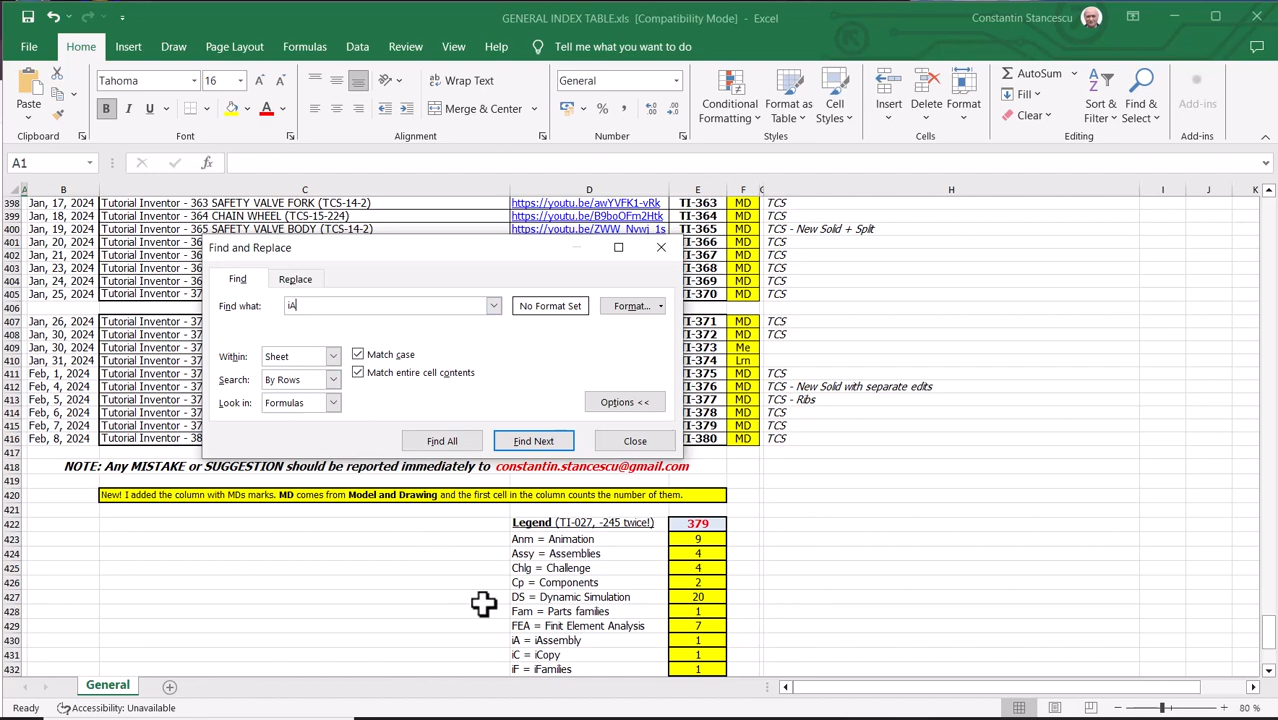 GENERAL INDEX TABLE.xls [Compatibility Mode] - Excel
Constantin Stancescu
File Home Insert Draw Page Layout Formulas Data Review View Help Tell me what you want to do
Paste
Clipboard
Tahoma 16
B I U
Font
ab Wrap Text
Merge & Center
Alignment
General
Number
Conditional Formatting
Format as Table
Cell Styles
Styles
Insert
Delete
Format
Cells
AutoSum
Fill
Clear
Sort & Filter
Find & Select
Editing
Add-ins
Add-ins
A1 fx
A B C D E F G H I J K
398 Jan, 17, 2024 Tutorial Inventor - 363 SAFETY VALVE FORK (TCS-14-2) https://youtu.be/awYVFK1-vRk TI-363 MD TCS
399 Jan, 18, 2024 Tutorial Inventor - 364 CHAIN WHEEL (TCS-15-224) https://youtu.be/B9boOFm2Htk TI-364 MD TCS
400 Jan, 19, 2024 Tutorial Inventor - 365 SAFETY VALVE BODY (TCS-14-2) https://youtu.be/ZWW_Nvwj_1s TI-365 MD TCS - New Solid + Split
401 Jan, 20, 2024 Tutorial Inventor - 36 TI-366 MD TCS
402 Jan, 22, 2024 Tutorial Inventor - 36 TI-367 MD TCS
403 Jan, 23, 2024 Tutorial Inventor - 36 TI-368 MD TCS
404 Jan, 24, 2024 Tutorial Inventor - 36 TI-369 MD TCS
405 Jan, 25, 2024 Tutorial Inventor - 37 TI-370 MD TCS
406
407 Jan, 26, 2024 Tutorial Inventor - 37 TI-371 MD TCS
408 Jan, 29, 2024 Tutorial Inventor - 37 TI-372 MD TCS
409 Jan, 30, 2024 Tutorial Inventor - 37 TI-373 Me
410 Jan, 31, 2024 Tutorial Inventor - 37 TI-374 Lrn
411 Feb, 1, 2024 Tutorial Inventor - 37 TI-375 MD TCS
412 Feb, 2, 2024 Tutorial Inventor - 37 TI-376 MD TCS - New Solid with separate edits
413 Feb, 5, 2024 Tutorial Inventor - 37 TI-377 MD TCS - Ribs
414 Feb, 6, 2024 Tutorial Inventor - 37 TI-378 MD TCS
415 Feb, 7, 2024 Tutorial Inventor - 37 TI-379 MD TCS
416 Feb, 8, 2024 Tutorial Inventor - 38 TI-380 MD TCS
Find and Replace
Find Replace
Find what: iA No Format Set Format...
Within: Sheet Match case
Search: By Rows Match entire cell contents
Look in: Formulas Options <<
Find All Find Next Close
417
418 NOTE: Any MISTAKE or SUGGESTION should be reported immediately to constantin.stancescu@gmail.com
419
420 New! I added the column with MDs marks. MD comes from Model and Drawing and the first cell in the column counts the number of them.
421
422 Legend (TI-027, -245 twice!) 379
423 Anm = Animation 9
424 Assy = Assemblies 4
425 Chlg = Challenge 4
426 Cp = Components 2
427 DS = Dynamic Simulation 20
428 Fam = Parts families 1
429 FEA = Finit Element Analysis 7
430 iA = iAssembly 1
431 iC = iCopy 1
432 iF = iFamilies 1
General
Ready Accessibility: Unavailable 80 %